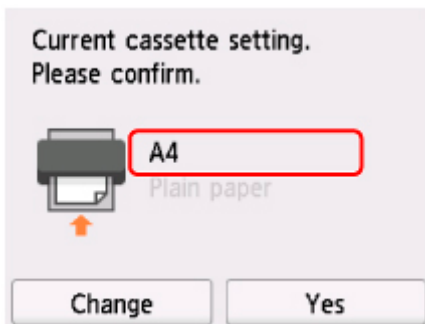 Current cassette setting.
Please confirm.
A4
Plain paper
Change
Yes